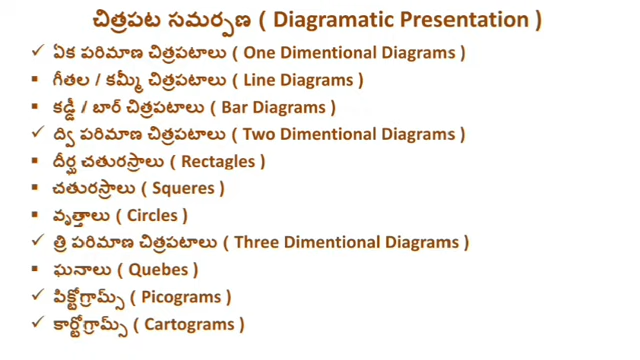 చిత్రపట సమర్పణ ( Diagramatic Presentation )
✓ ఏక పరిమాణ చిత్రపటాలు ( One Dimentional Diagrams )
▪ గీతల / కమ్మీ చిత్రపటాలు ( Line Diagrams )
▪ కడ్డీ / బార్ చిత్రపటాలు ( Bar Diagrams )
✓ ద్వి పరిమాణ చిత్రపటాలు ( Two Dimentional Diagrams )
▪ దీర్ఘ చతురస్రాలు ( Rectagles )
▪ చతురస్రాలు ( Squeres )
▪ వృత్తాలు ( Circles )
✓ త్రి పరిమాణ చిత్రపటాలు ( Three Dimentional Diagrams )
▪ ఘనాలు ( Quebes )
✓ పిక్టోగ్రామ్స్ ( Picograms )
✓ కార్టోగ్రామ్స్ ( Cartograms )